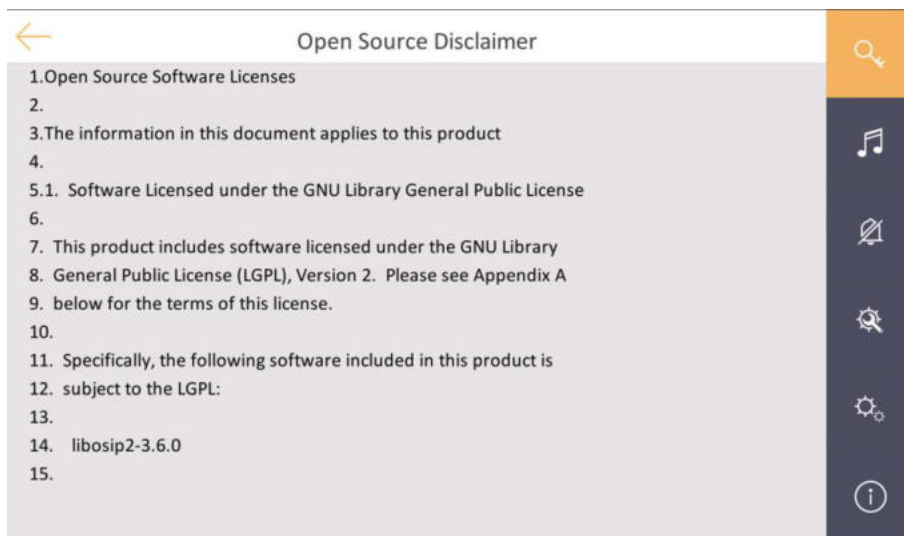 Open Source Disclaimer
1.Open Source Software Licenses
2.
3.The information in this document applies to this product
4.
5.1.  Software Licensed under the GNU Library General Public License
6.
7.  This product includes software licensed under the GNU Library
8.  General Public License (LGPL), Version 2.  Please see Appendix A
9.  below for the terms of this license.
10.
11.  Specifically, the following software included in this product is
12.  subject to the LGPL:
13.
14.   libosip2-3.6.0
15.